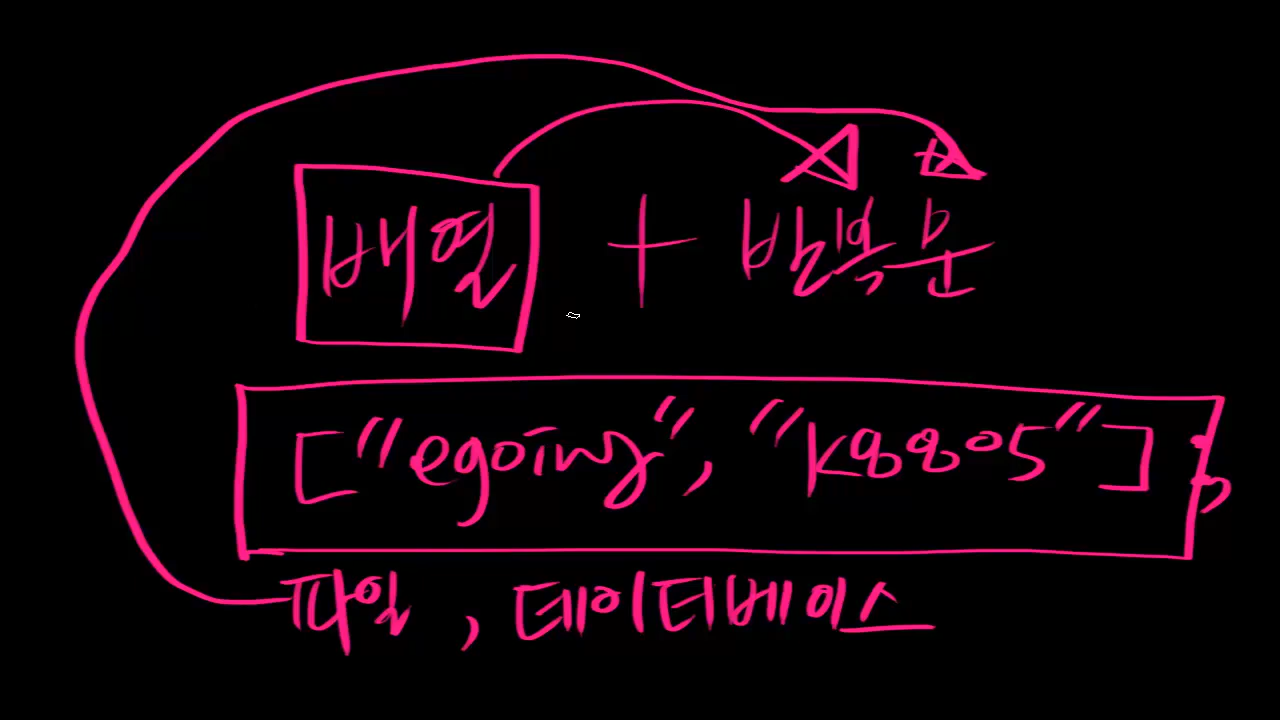 배열 + 반복문
["egoing", "k8805"];
파일, 데이터베이스